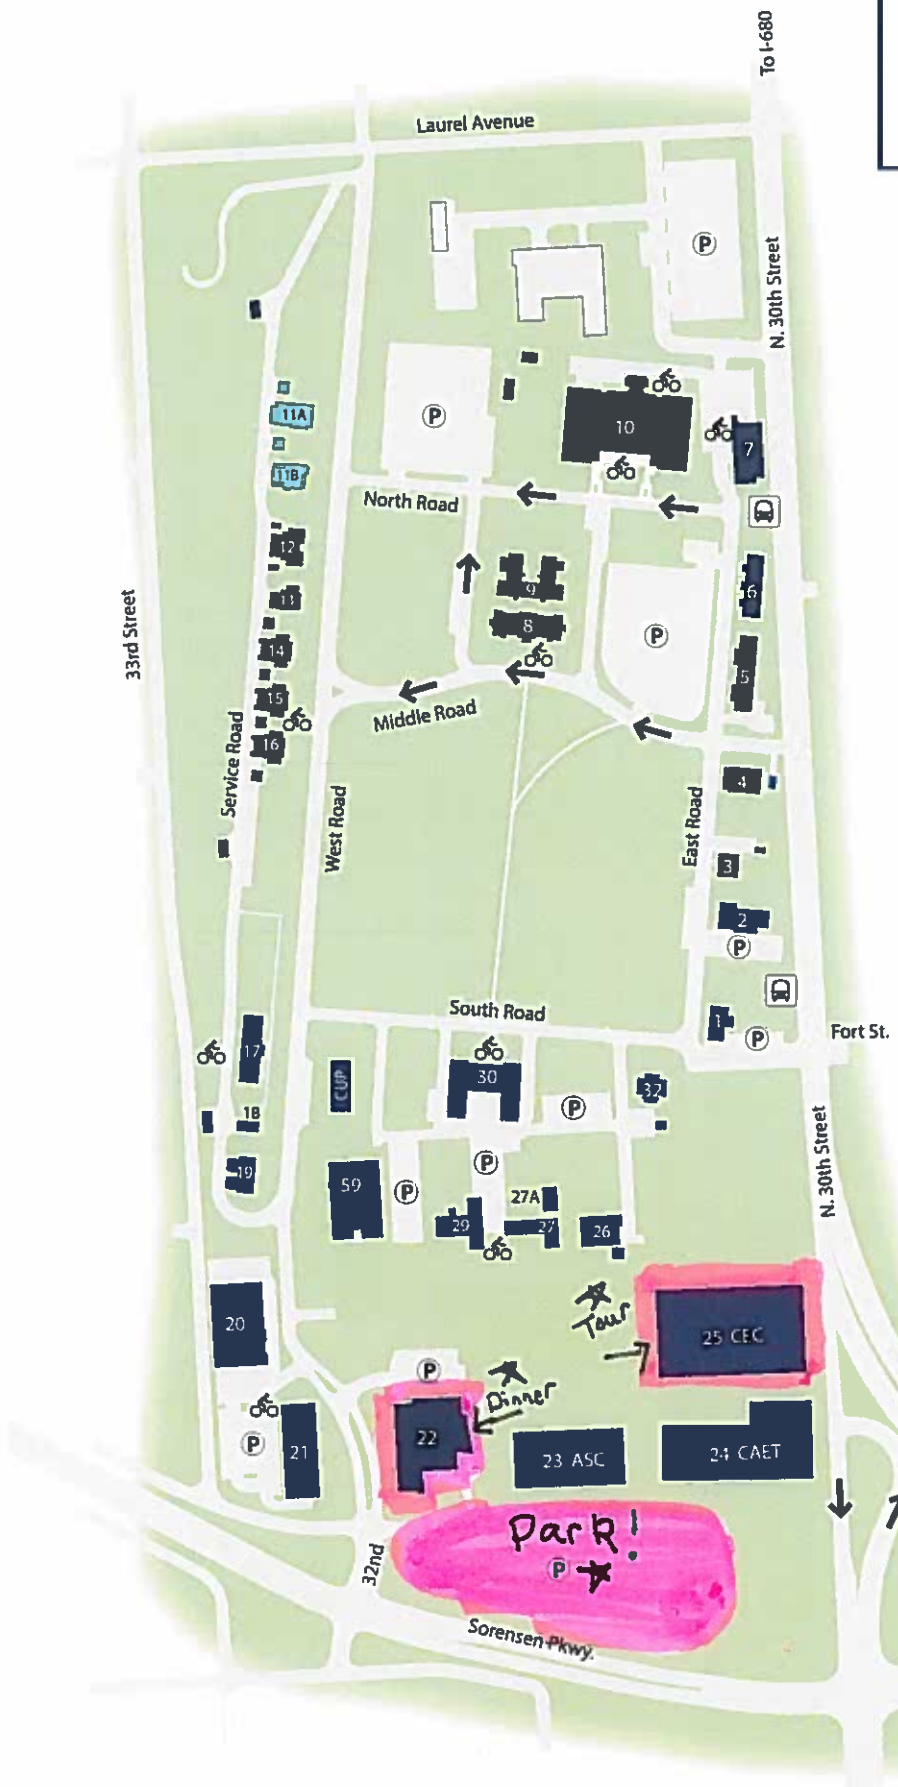 To I-680
Laurel Avenue
P
N. 30th Street
11A
P
10
7
11B
North Road
12
9
6
13
8
P
33rd Street
14
5
15
Middle Road
16
4
Service Road
West Road
East Road
3
2
P
South Road
1
P
Fort St.
17
CUP
30
32
P
18
N. 30th Street
19
59
P
P
27A
29
27
26
20
Tour
25 CEC
P
Dinner
22
P
21
23 ASC
24 CAET
Park!
P
32nd
Sorensen Pkwy.